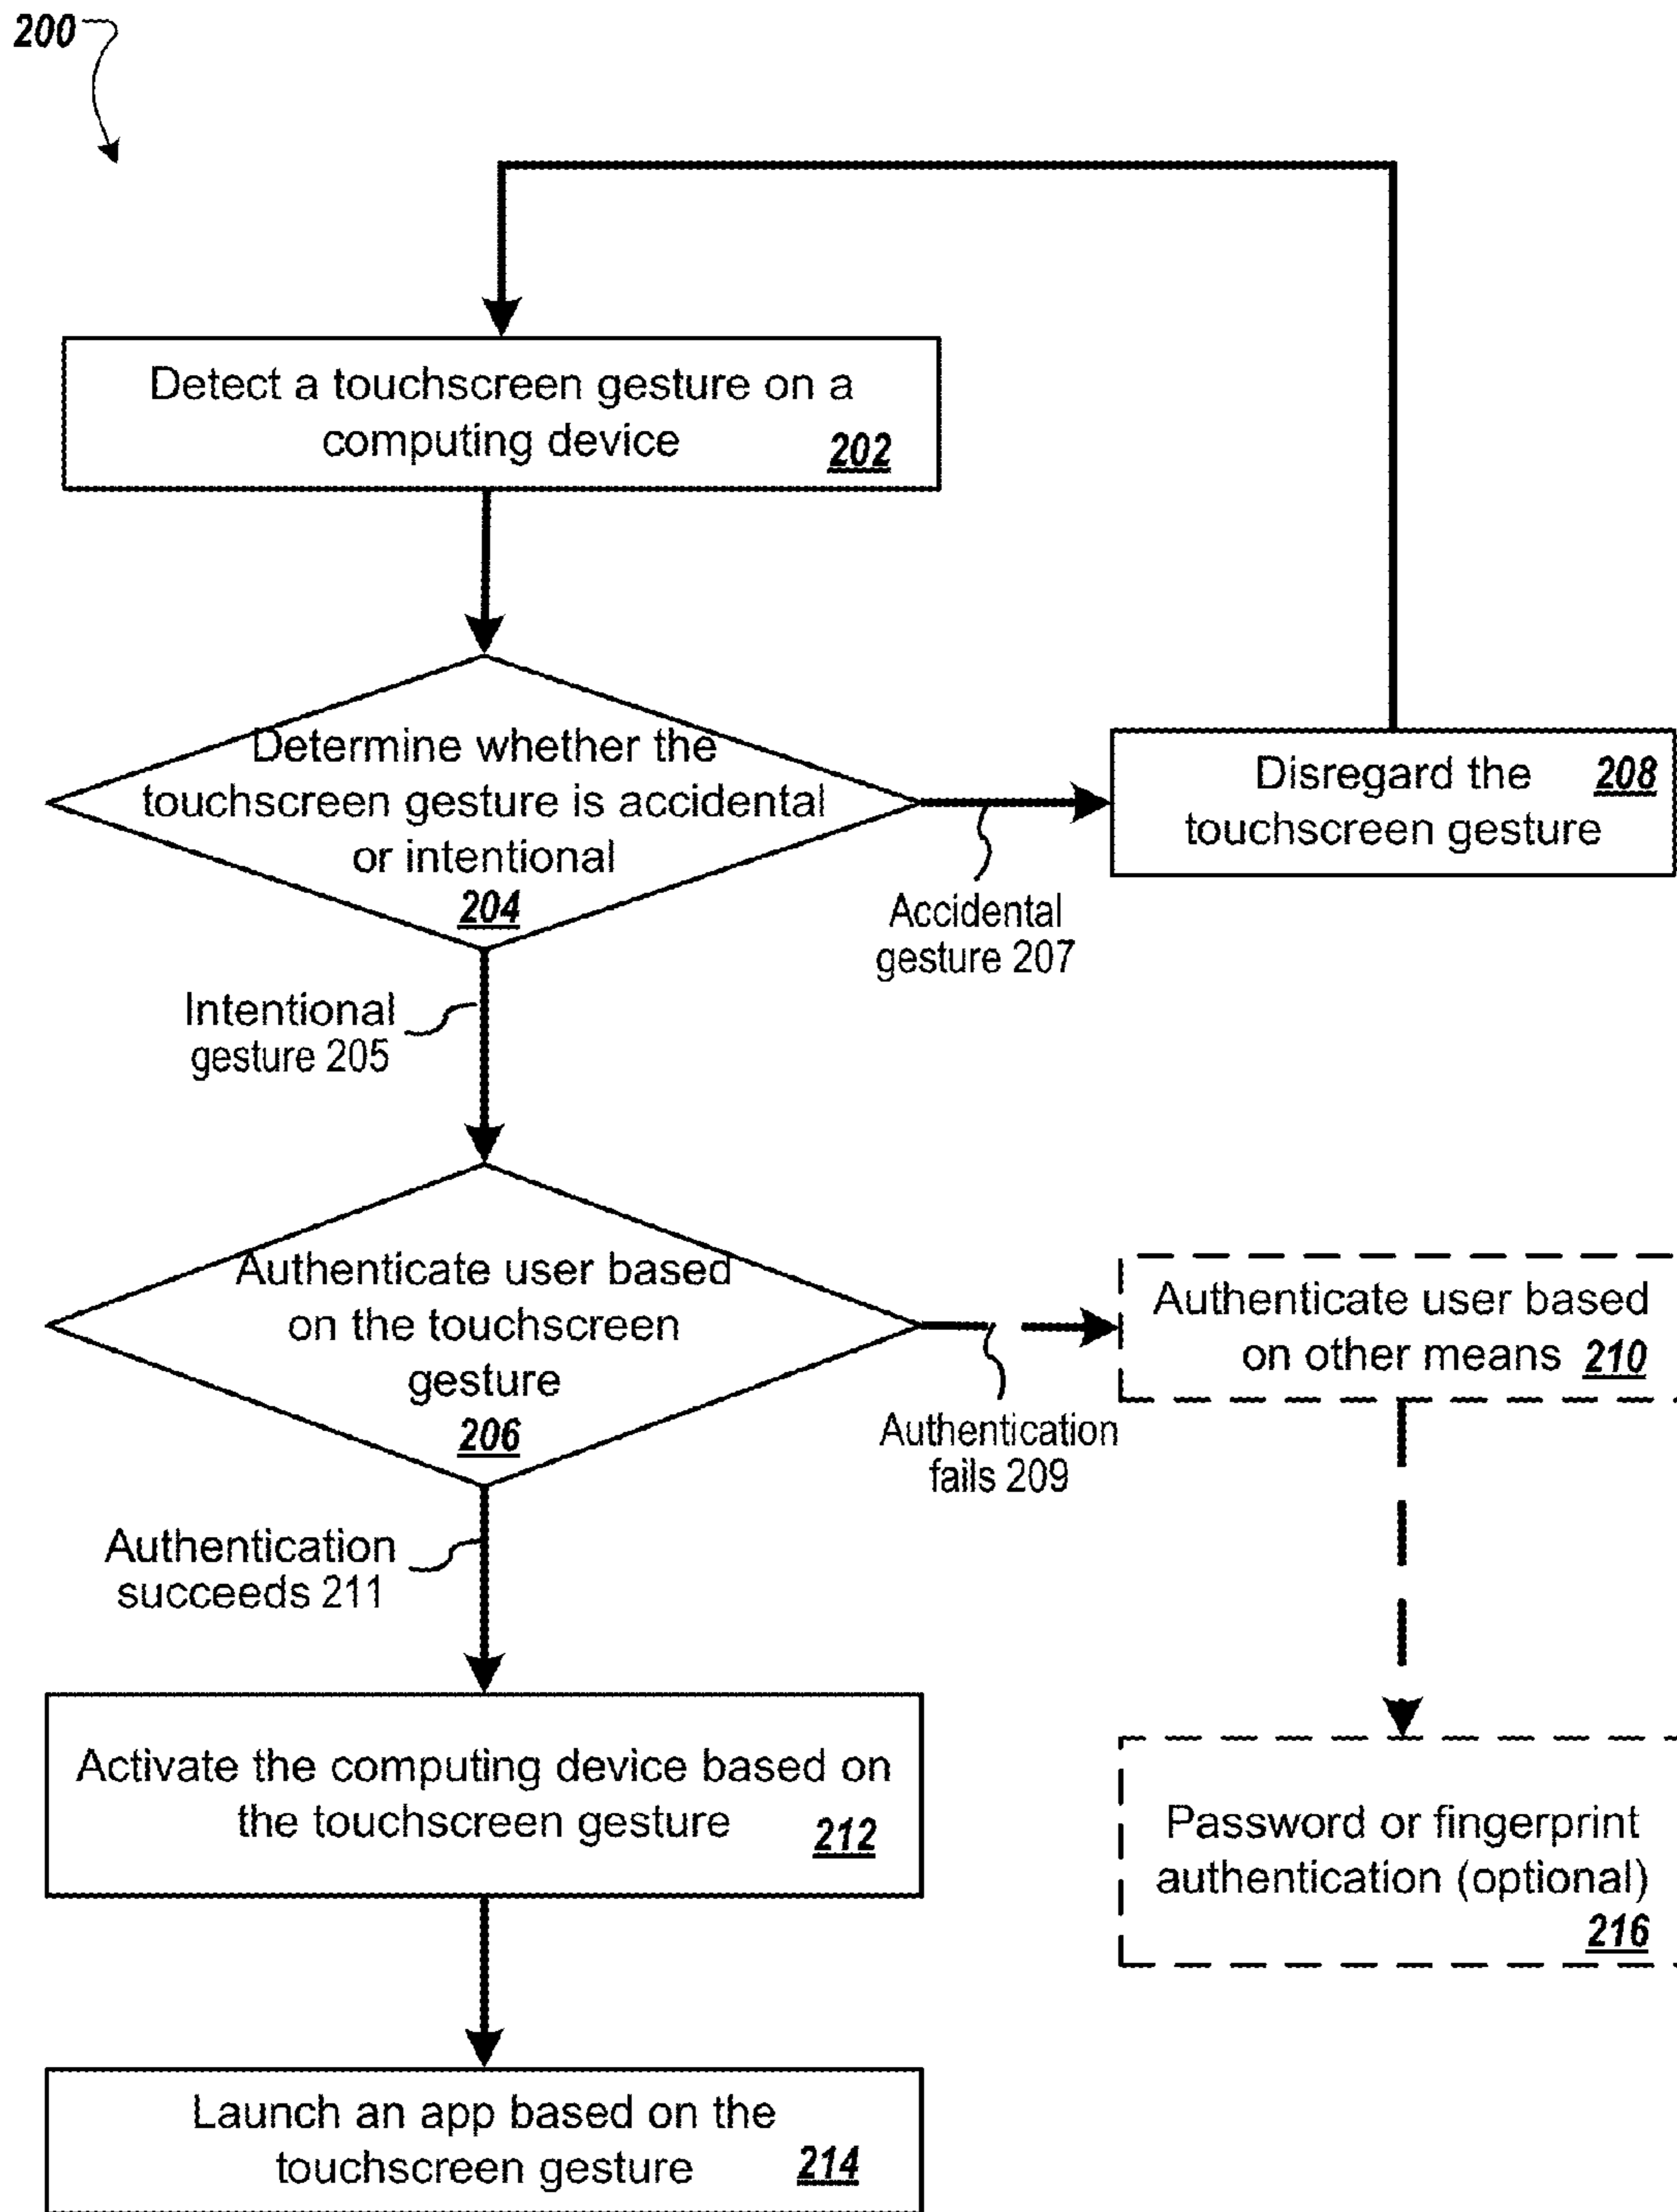 200
Detect a touchscreen gesture on a
computing device 202
Determine whether the
touchscreen gesture is accidental
or intentional
204
Disregard the 208
touchscreen gesture
Accidental
gesture 207
Intentional
gesture 205
Authenticate user based
on the touchscreen
gesture
206
Authenticate user based
on other means 210
Authentication
fails 209
Authentication
succeeds 211
Activate the computing device based on
the touchscreen gesture 212
Password or fingerprint
authentication (optional)
216
Launch an app based on the
touchscreen gesture 214